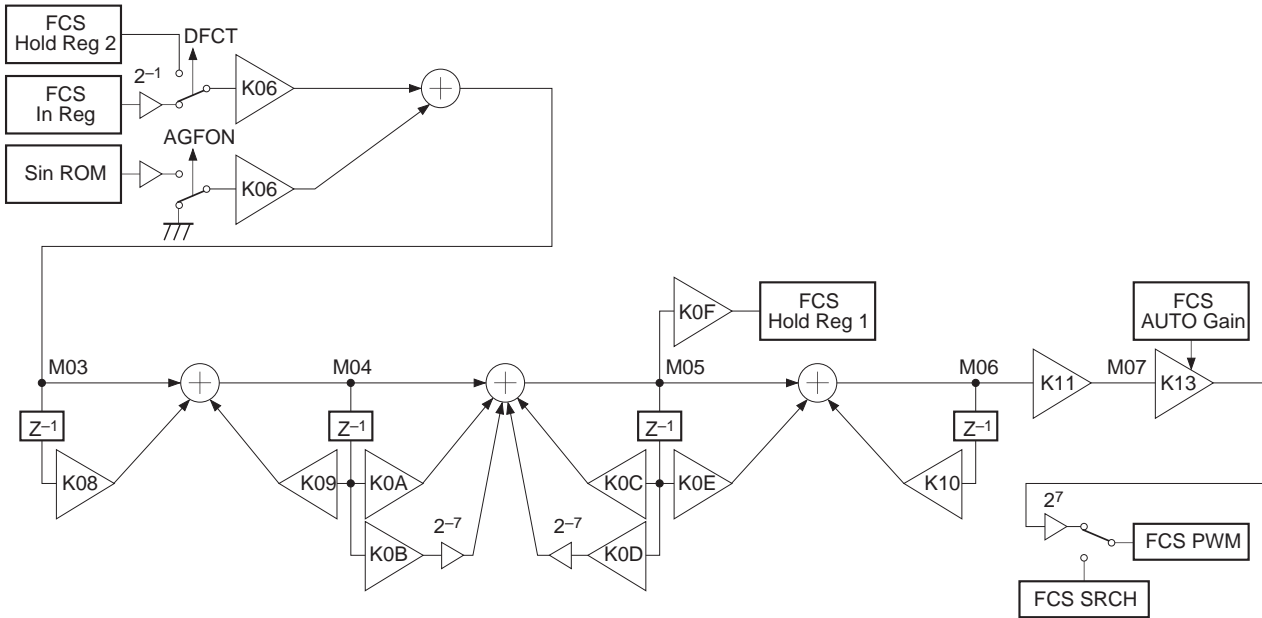 FCS
Hold Reg 2
DFCT
2–1
FCS
In Reg
K06
AGFON
Sin ROM
K06
K0F
FCS
Hold Reg 1
FCS
AUTO Gain
M03
M04
M05
M06
K11
M07
K13
Z–1
Z–1
Z–1
Z–1
K08
K09
K0A
K0C
K0E
K10
K0B
2–7
2–7
K0D
27
FCS PWM
FCS SRCH